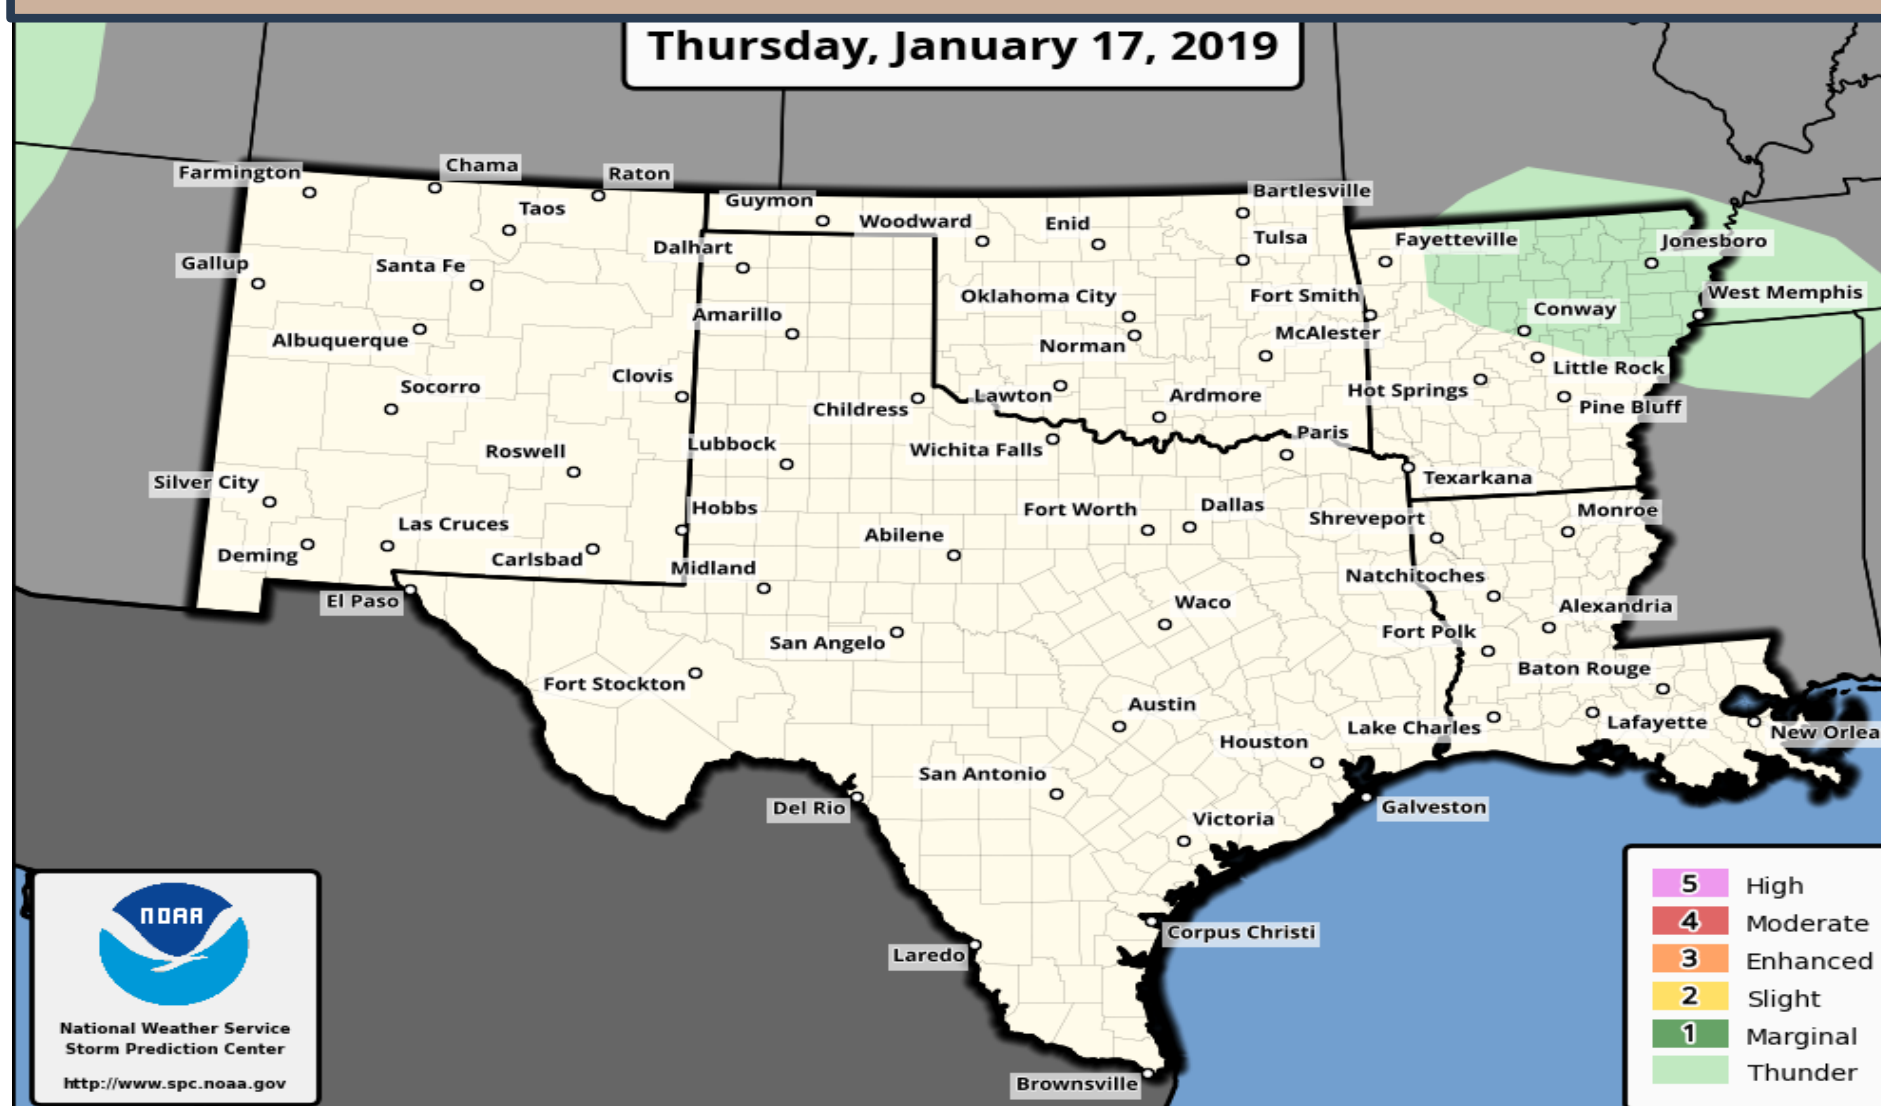 Thursday, January 17, 2019
Farmington
Chama
Raton
Taos
Guymon
Woodward
Enid
Bartlesville
Tulsa
Fayetteville
Jonesboro
Dalhart
Gallup
Santa Fe
Oklahoma City
Fort Smith
West Memphis
Conway
Amarillo
Albuquerque
Norman
McAlester
Little Rock
Socorro
Clovis
Childress
Lawton
Ardmore
Hot Springs
Pine Bluff
Roswell
Lubbock
Wichita Falls
Paris
Silver City
Texarkana
Las Cruces
Hobbs
Fort Worth
Dallas
Shreveport
Monroe
Deming
Carlsbad
Midland
Abilene
Natchitoches
El Paso
Waco
Alexandria
San Angelo
Fort Polk
Fort Stockton
Baton Rouge
Austin
Lake Charles
Lafayette
New Orlea
Houston
San Antonio
Del Rio
Galveston
Victoria
Corpus Christi
Laredo
Brownsville
NOAA
National Weather Service
Storm Prediction Center
http://www.spc.noaa.gov
5 High
4 Moderate
3 Enhanced
2 Slight
1 Marginal
Thunder